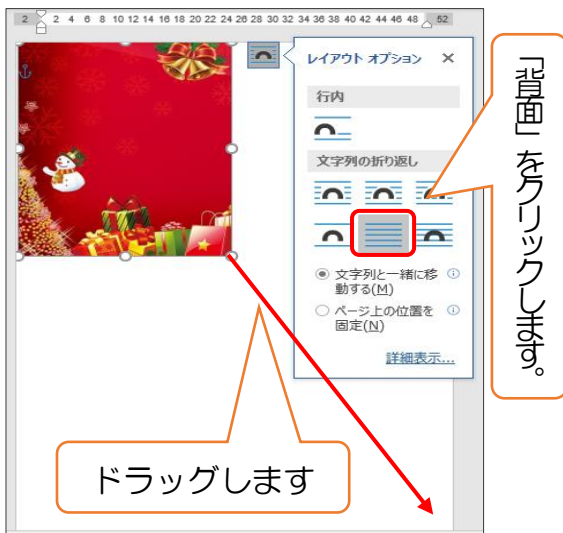 2 2 4 6 8 10 12 14 16 18 20 22 24 26 28 30 32 34 36 38 40 42 44 46 48 52
レイアウト オプション ×
行内
文字列の折り返し
文字列と一緒に移
動する(M)
ページ上の位置を
固定(N)
詳細表示...
「背面」をクリックします。
ドラッグします